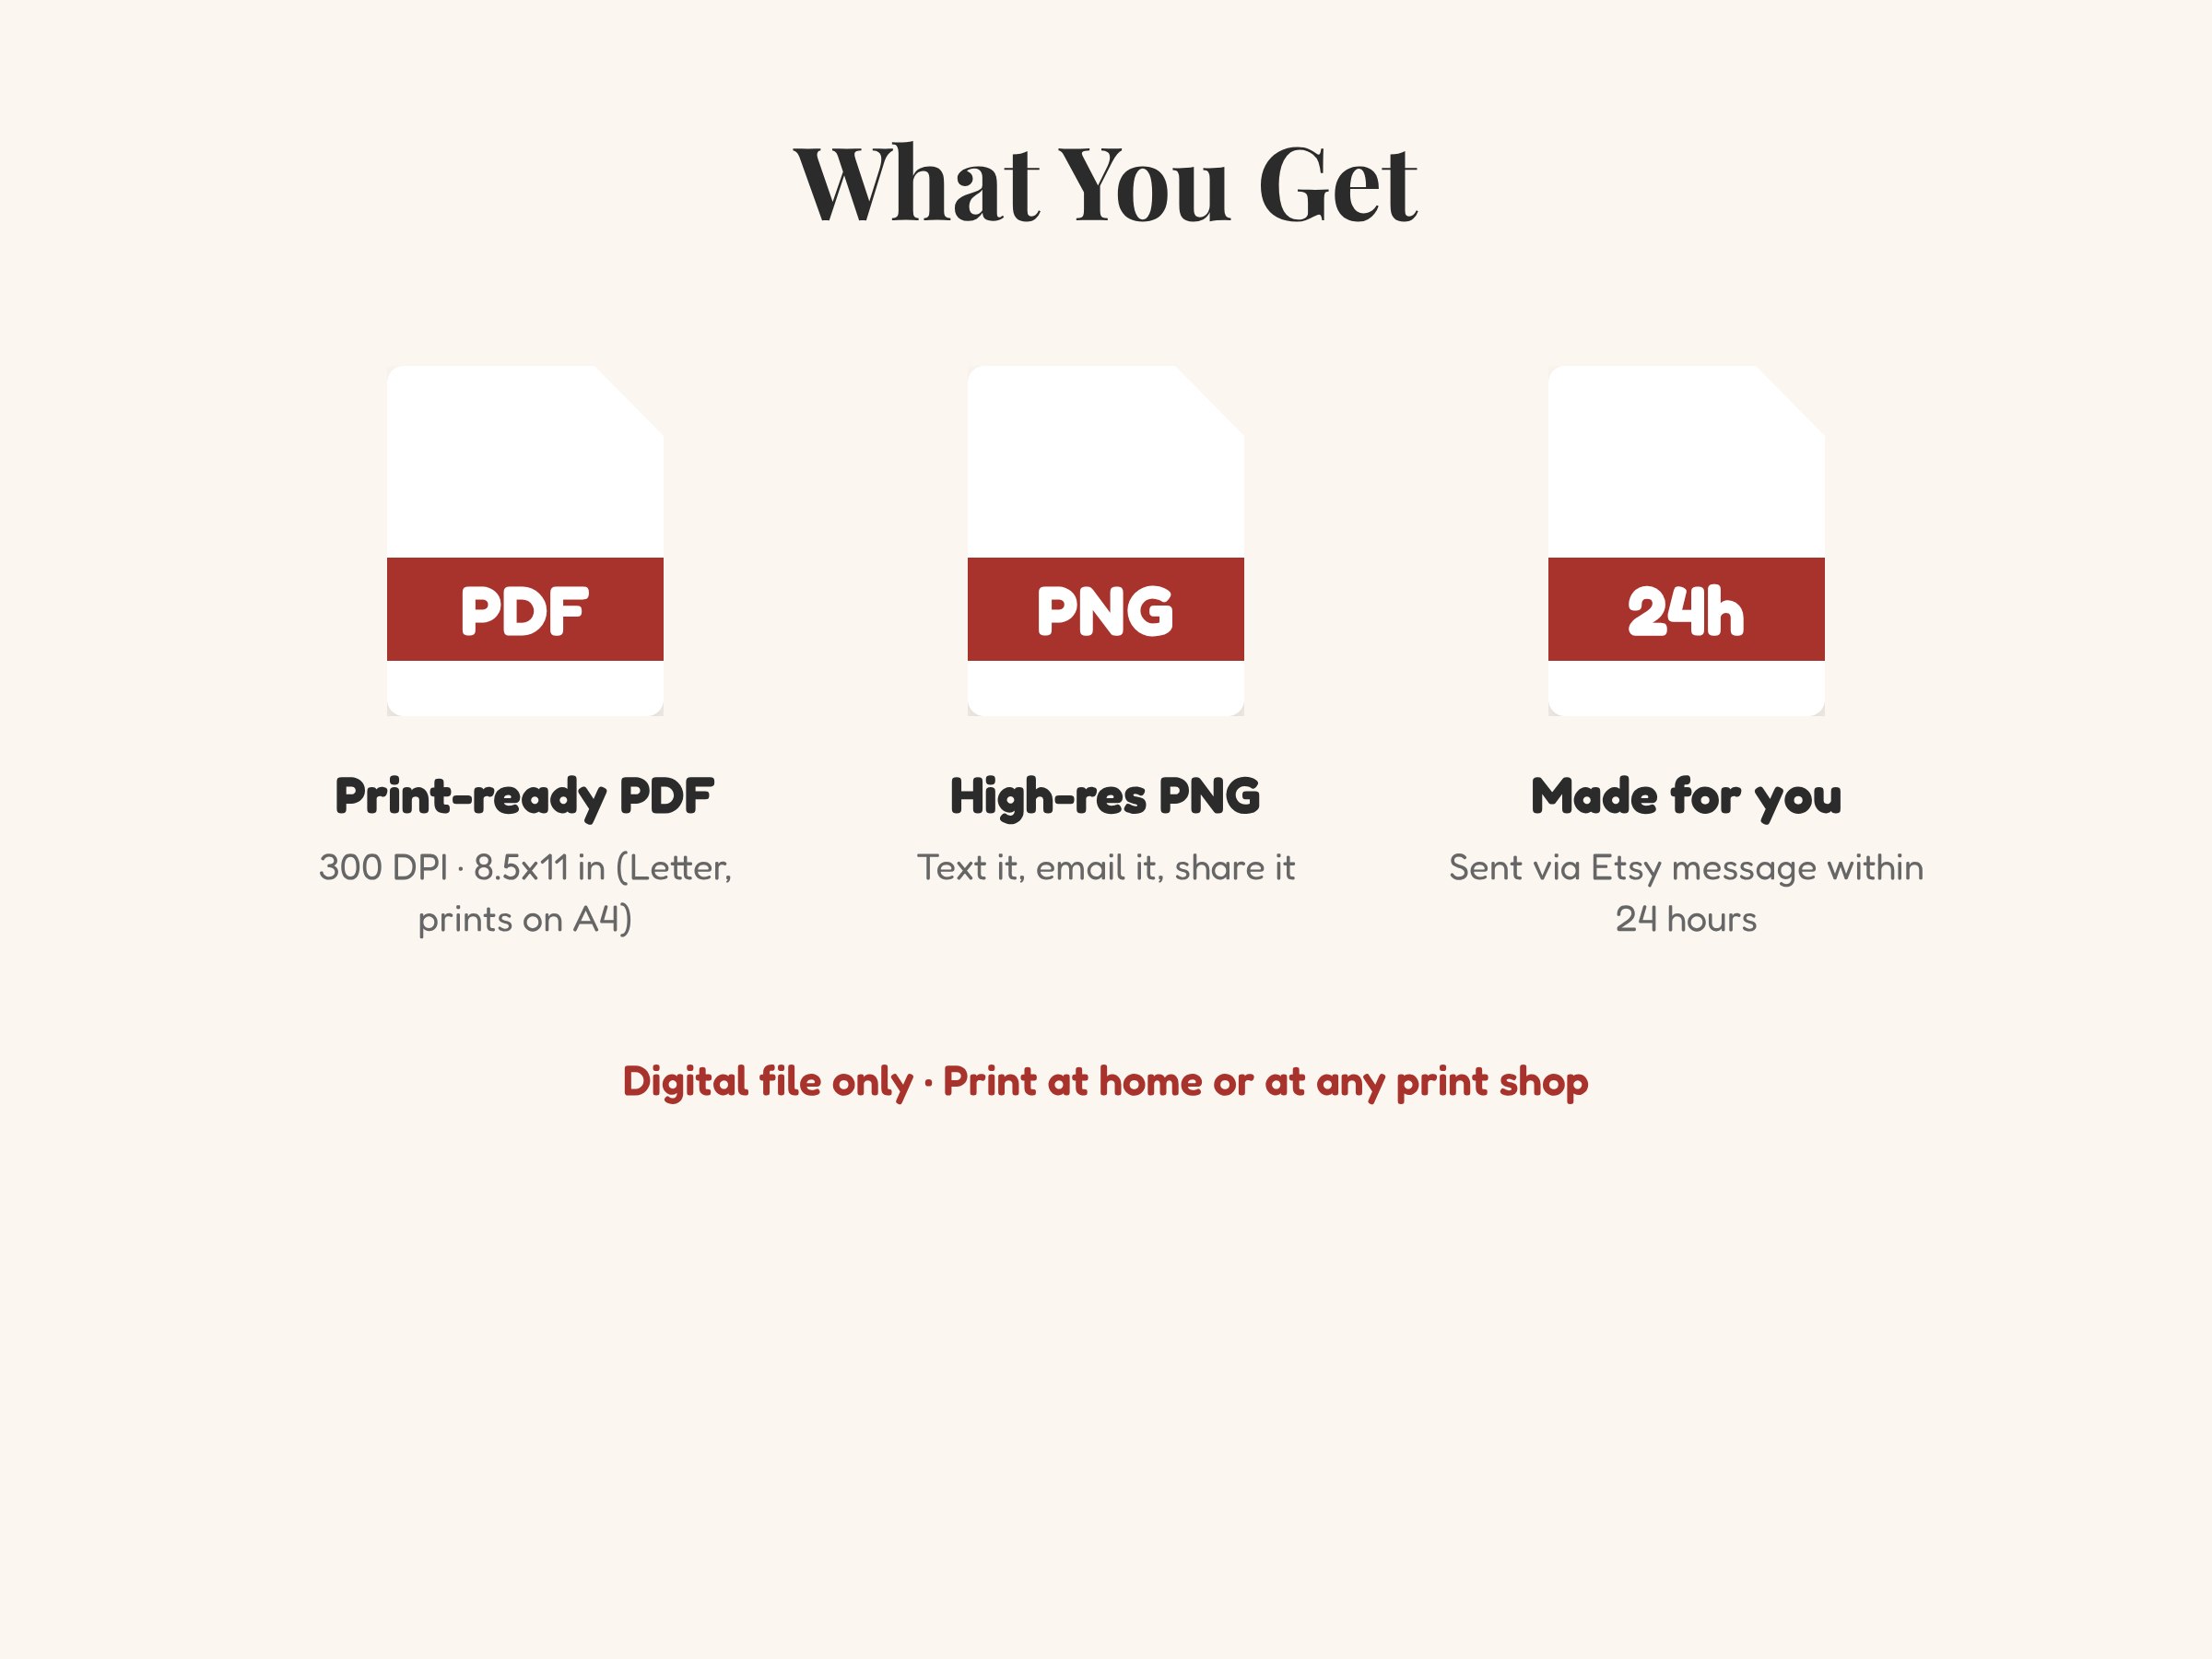 What You Get
PDF
PNG
24h
Print-ready PDF
300 DPI · 8.5x11 in (Letter,
prints on A4)
High-res PNG
Text it, email it, share it
Made for you
Sent via Etsy message within
24 hours
Digital file only · Print at home or at any print shop